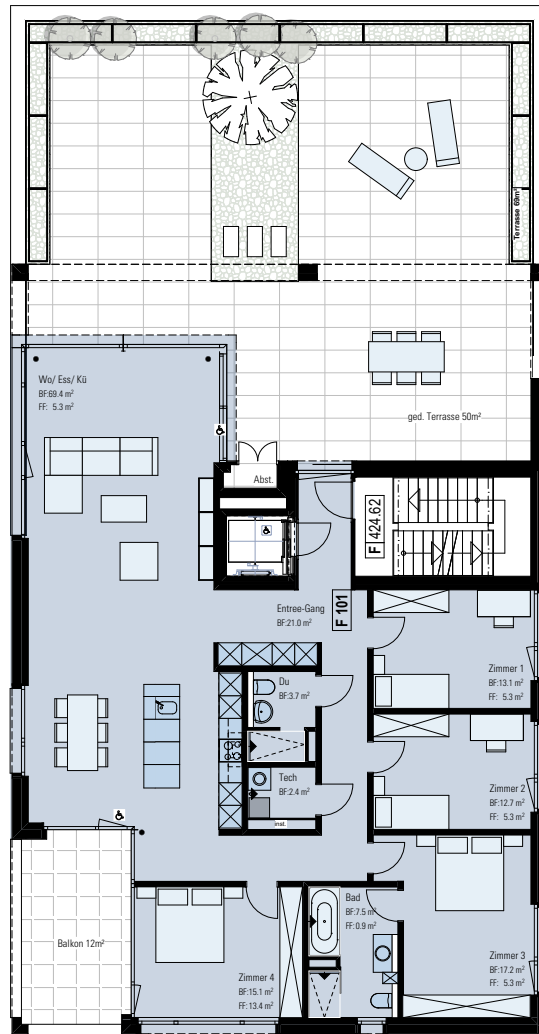 Terrasse 69m²
Wo/ Ess/ Kü
BF:69.4 m²
FF: 5.3 m²
ged. Terrasse 50m²
Abst.
F 424.62
Entree-Gang
BF:21.0 m²
F 101
Zimmer 1
BF:13.1 m²
FF: 5.3 m²
Du
BF:3.7 m²
Tech
BF:2.4 m²
inst.
Zimmer 2
BF:12.7 m²
FF: 5.3 m²
Balkon 12m²
Zimmer 4
BF:15.1 m²
FF:13.4 m²
Bad
BF:7.5 m²
FF:0.9 m²
Zimmer 3
BF:17.2 m²
FF: 5.3 m²